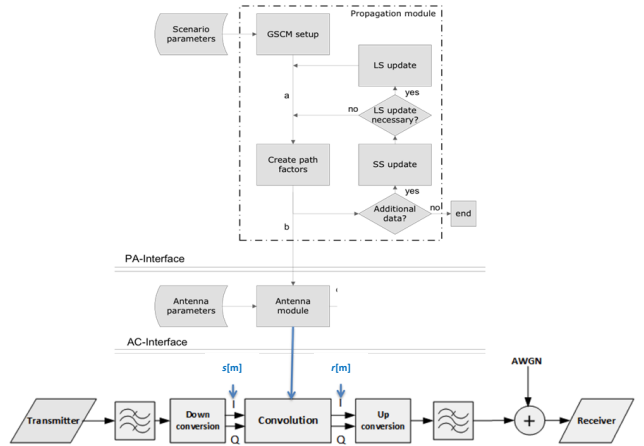 Propagation module
Scenario
parameters
GSCM setup
LS update
yes
a
no
LS update
necessary?
Create path
factors
SS update
yes
b
Additional
data?
no
end
PA-Interface
Antenna
parameters
Antenna
module
AC-Interface
s[m]
r[m]
AWGN
Transmitter
Down
conversion
I
Q
Convolution
I
Q
Up
conversion
+
Receiver